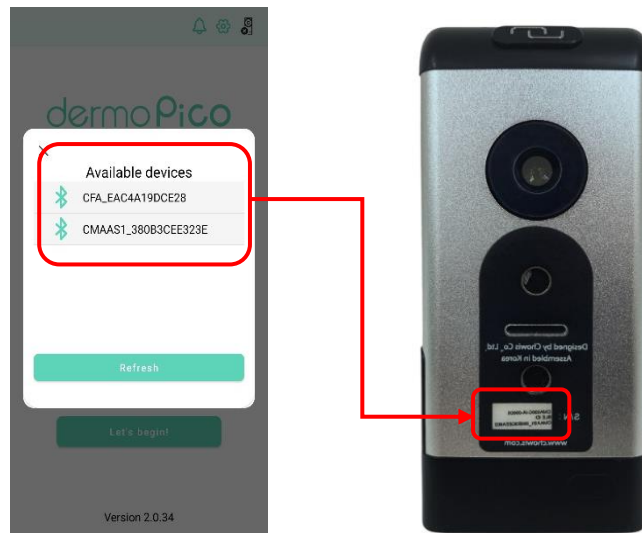 dermoPico
Available devices
CFA_EAC4A19DCE28
CMAAS1_380B3CEE323E
Refresh
Let's begin!
Version 2.0.34
Designed by Chowis Co., Ltd.
Assembled in Korea
www.chowis.com